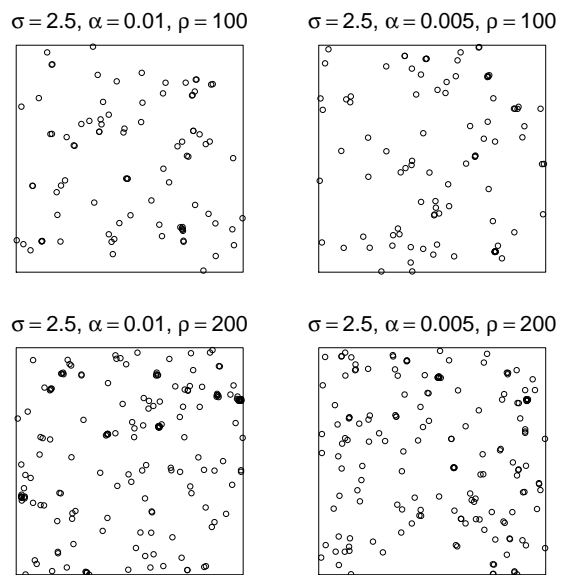 σ = 2.5, α = 0.01, ρ = 100
σ = 2.5, α = 0.005, ρ = 100
σ = 2.5, α = 0.01, ρ = 200
σ = 2.5, α = 0.005, ρ = 200